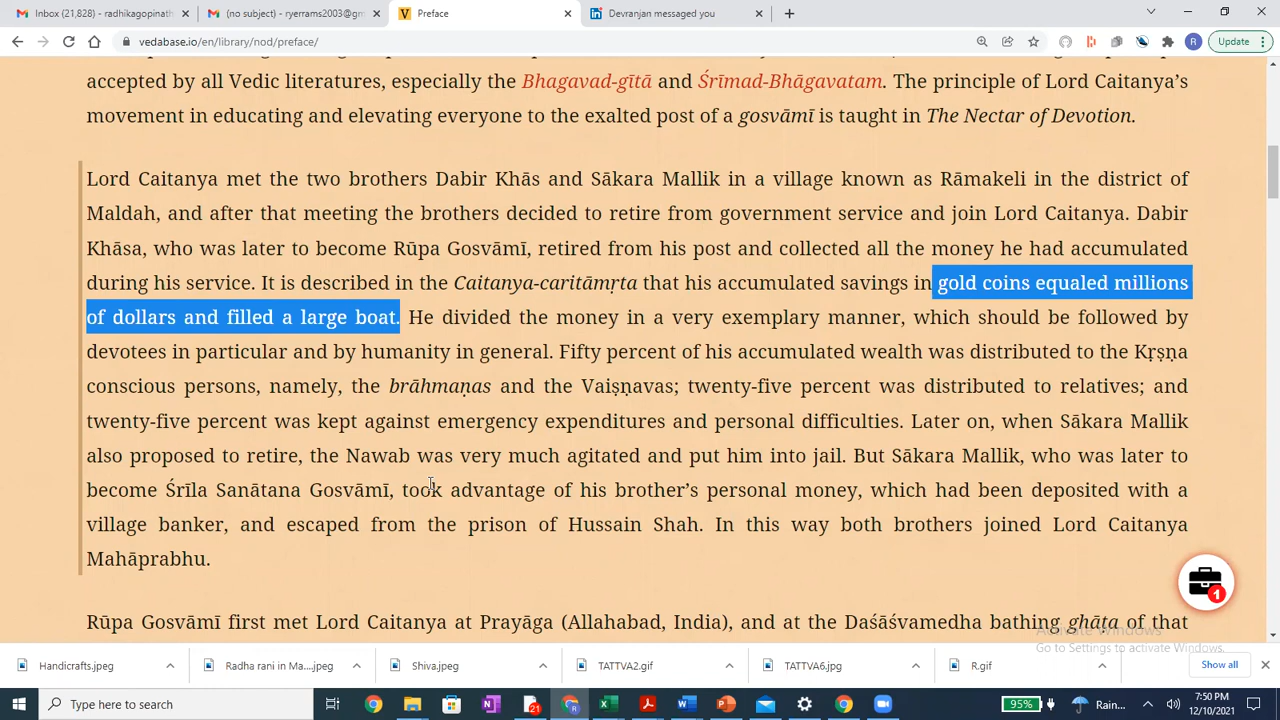 Inbox (21,828) - radhikagopinath
(no subject) - ryerrams2003@gm
Preface
Devranjan messaged you
vedabase.io/en/library/nod/preface/
R
Update
accepted by all Vedic literatures, especially the Bhagavad-gītā and Śrīmad-Bhāgavatam. The principle of Lord Caitanya’s
movement in educating and elevating everyone to the exalted post of a gosvāmī is taught in The Nectar of Devotion.
Lord Caitanya met the two brothers Dabir Khās and Sākara Mallik in a village known as Rāmakeli in the district of
Maldah, and after that meeting the brothers decided to retire from government service and join Lord Caitanya. Dabir
Khāsa, who was later to become Rūpa Gosvāmī, retired from his post and collected all the money he had accumulated
during his service. It is described in the Caitanya-caritāmṛta that his accumulated savings in gold coins equaled millions
of dollars and filled a large boat. He divided the money in a very exemplary manner, which should be followed by
devotees in particular and by humanity in general. Fifty percent of his accumulated wealth was distributed to the Kṛṣṇa
conscious persons, namely, the brāhmaṇas and the Vaiṣṇavas; twenty-five percent was distributed to relatives; and
twenty-five percent was kept against emergency expenditures and personal difficulties. Later on, when Sākara Mallik
also proposed to retire, the Nawab was very much agitated and put him into jail. But Sākara Mallik, who was later to
become Śrīla Sanātana Gosvāmī, took advantage of his brother’s personal money, which had been deposited with a
village banker, and escaped from the prison of Hussain Shah. In this way both brothers joined Lord Caitanya
Mahāprabhu.
1
Rūpa Gosvāmī first met Lord Caitanya at Prayāga (Allahabad, India), and at the Daśāśvamedha bathing ghāṭa of that
Activate Windows
Go to Settings to activate Windows.
Handicrafts.jpeg
Radha rani in Ma....jpeg
Shiva.jpeg
TATTVA2.gif
TATTVA6.jpg
R.gif
Show all
Type here to search
21
95%
Rain...
7:50 PM
12/10/2021